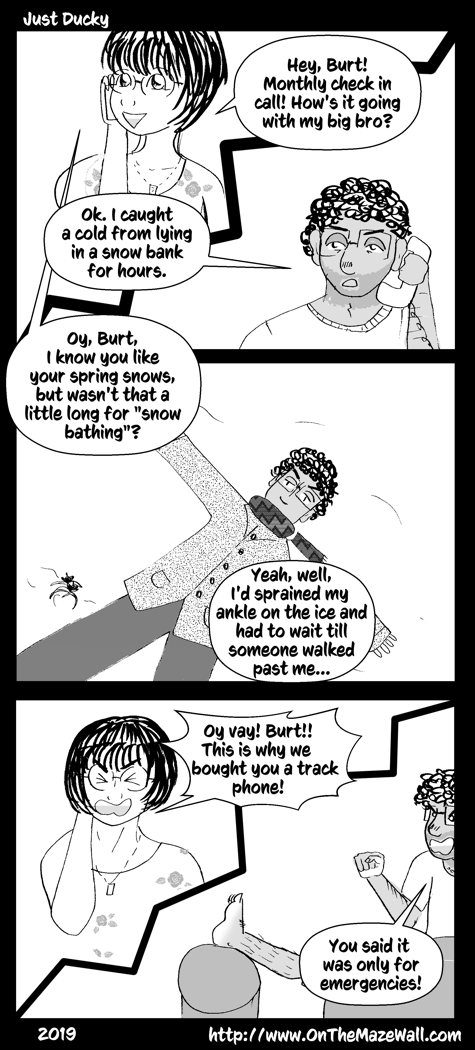 Just Ducky
Hey, Burt!
Monthly check in
call! How's it going
with my big bro?
Ok. I caught
a cold from lying
in a snow bank
for hours.
Oy, Burt,
I know you like
your spring snows,
but wasn't that a
little long for "snow
bathing"?
Yeah, well,
I'd sprained my
ankle on the ice and
had to wait till
someone walked
past me...
Oy vay! Burt!!
This is why we
bought you a track
phone!
You said it
was only for
emergencies!
2019 http://www.OnTheMazeWall.com